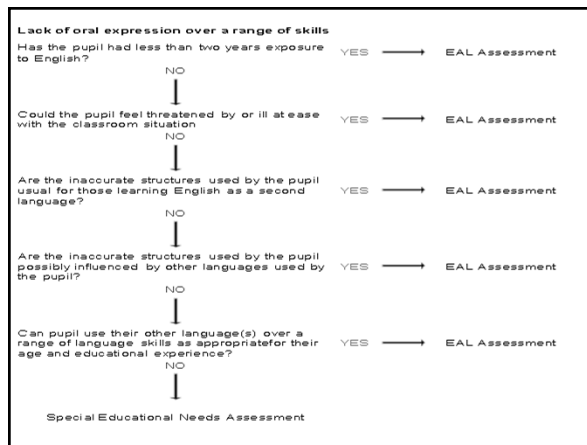 Lack of oral expression over a range of skills
Has the pupil had less than two years exposure
to English?
YES
EAL Assessment
NO
Could the pupil feel threatened by or ill at ease
with the classroom situation
YES
EAL Assessment
NO
Are the inaccurate structures used by the pupil
usual for those learning English as a second
language?
YES
EAL Assessment
NO
Are the inaccurate structures used by the pupil
possibly influenced by other languages used by
the pupil?
YES
EAL Assessment
NO
Can pupil use their other language(s) over a
range of language skills as appropriatefor their
age and educational experience?
YES
EAL Assessment
NO
Special Educational Needs Assessment